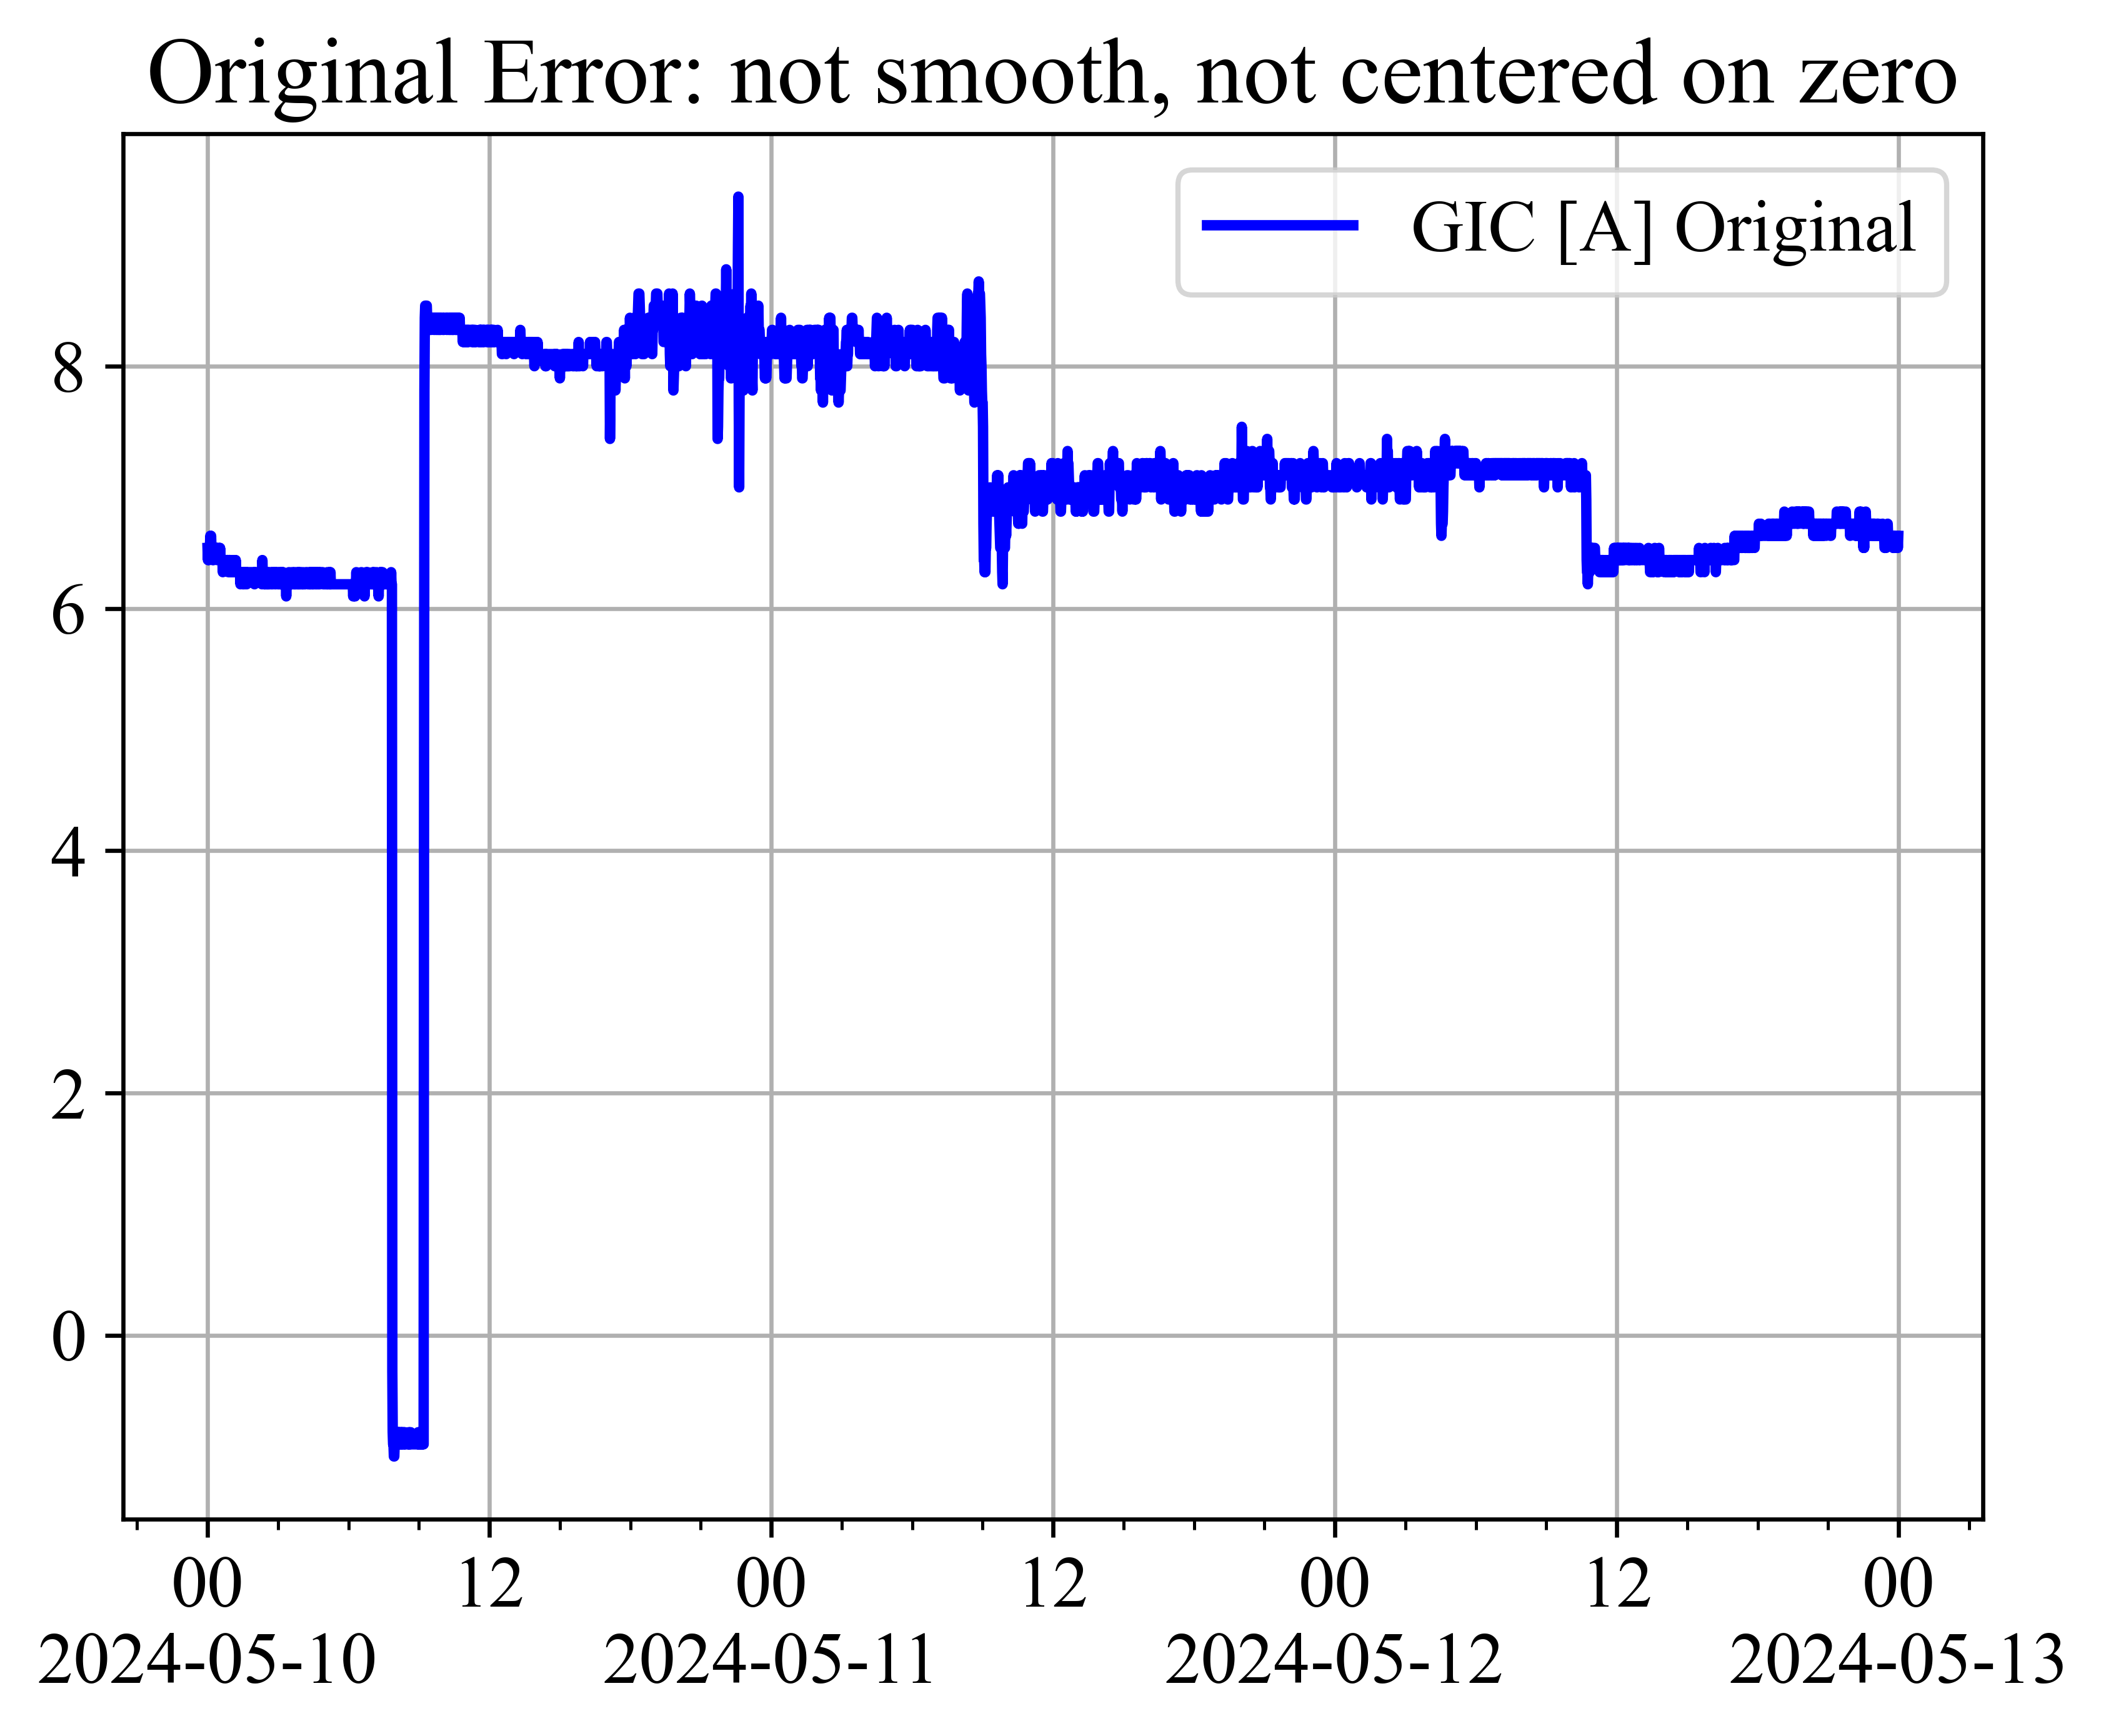 Original Error: not smooth, not centered on zero
GIC [A] Original
8
6
4
2
0
00 12 00 12 00 12 00
2024-05-10 2024-05-11 2024-05-12 2024-05-13